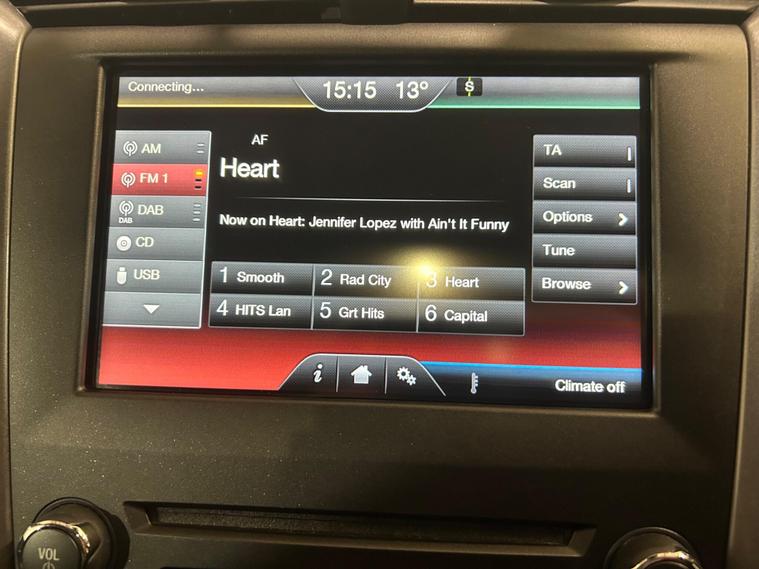 Connecting...
15:15 13°
S
AM
FM 1
DAB
DAB
CD
USB
AF
Heart
Now on Heart: Jennifer Lopez with Ain't It Funny
1 Smooth
2 Rad City
3 Heart
4 HITS Lan
5 Grt Hits
6 Capital
TA
Scan
Options
Tune
Browse
i
Climate off
VOL